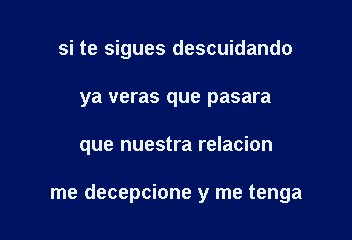 si te sigues descuidando
ya veras que pasara
que nuestra relacion
me decepcione y me tenga